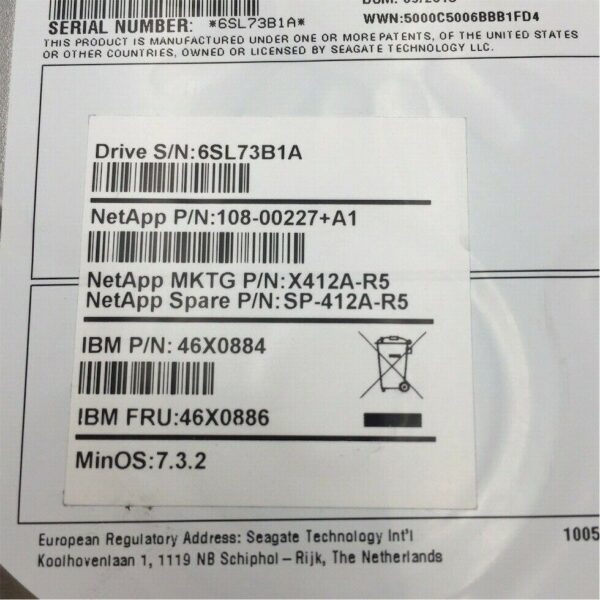 SERIAL NUMBER: *6SL73B1A*
WWN:5000C5006BBB1FD4
THIS PRODUCT IS MANUFACTURED UNDER ONE OR MORE PATENTS, OF THE UNITED STATES
OR OTHER COUNTRIES, OWNED OR LICENSED BY SEAGATE TECHNOLOGY LLC.
Drive S/N:6SL73B1A
NetApp P/N:108-00227+A1
NetApp MKTG P/N:X412A-R5
NetApp Spare P/N:SP-412A-R5
IBM P/N: 46X0884
IBM FRU:46X0886
MinOS:7.3.2
European Regulatory Address: Seagate Technology Int'l
1005
Koolhovenlaan 1, 1119 NB Schiphol – Rijk, The Netherlands